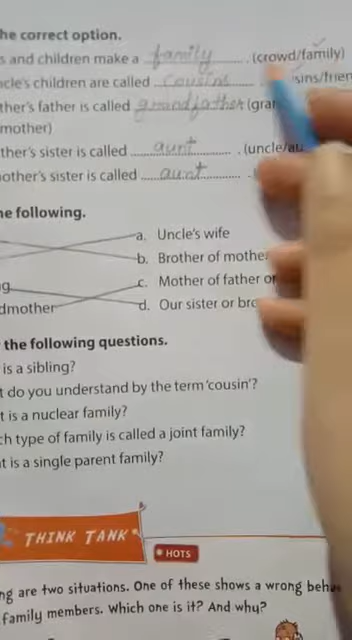 he correct option.
s and children make a family. (crowd/family)
cle's children are called cousins sins/frien
ther's father is called grandfather (gran
mother)
ther's sister is called aunt. (uncle/au
other's sister is called aunt.
he following.
a. Uncle's wife
b. Brother of mothe
g c. Mother of father or
dmother d. Our sister or bro
the following questions.
is a sibling?
t do you understand by the term 'cousin'?
t is a nuclear family?
ch type of family is called a joint family?
t is a single parent family?
THINK TANK
HOTS
ng are two situations. One of these shows a wrong beha
family members. Which one is it? And why?